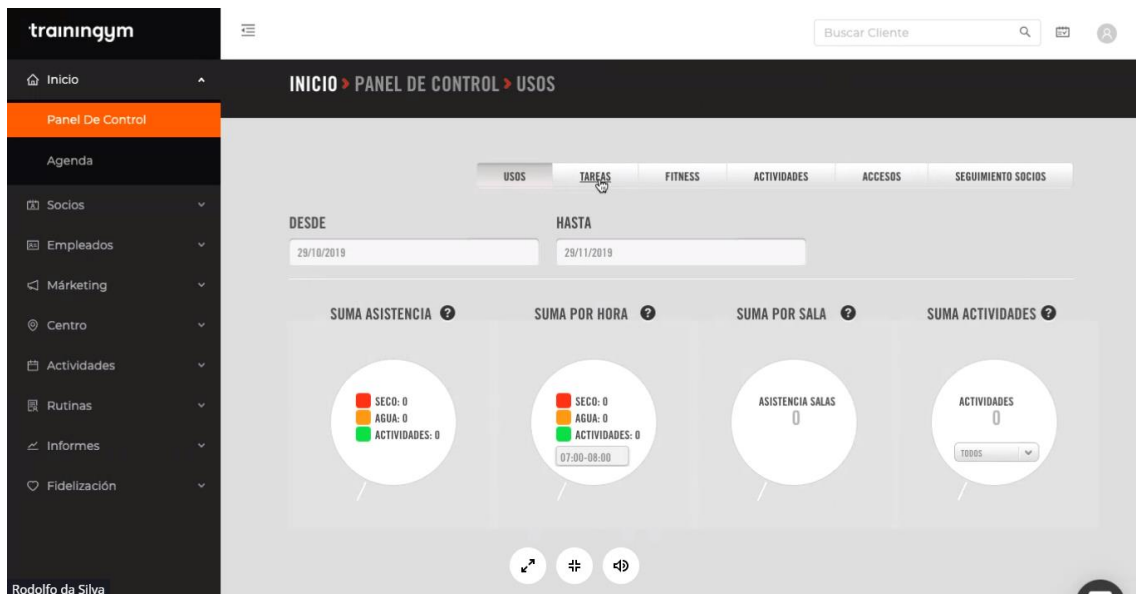 trainingym
Buscar Cliente
Inicio
Panel De Control
Agenda
Socios
Empleados
Márketing
Centro
Actividades
Rutinas
Informes
Fidelización
Rodolfo da Silva
INICIO > PANEL DE CONTROL > USOS
USOS TAREAS FITNESS ACTIVIDADES ACCESOS SEGUIMIENTO SOCIOS
DESDE HASTA
29/10/2019 29/11/2019
SUMA ASISTENCIA ? SUMA POR HORA ? SUMA POR SALA ? SUMA ACTIVIDADES ?
SECO: 0
AGUA: 0
ACTIVIDADES: 0
SECO: 0
AGUA: 0
ACTIVIDADES: 0
07:00-08:00
ASISTENCIA SALAS
0
ACTIVIDADES
0
TODOS